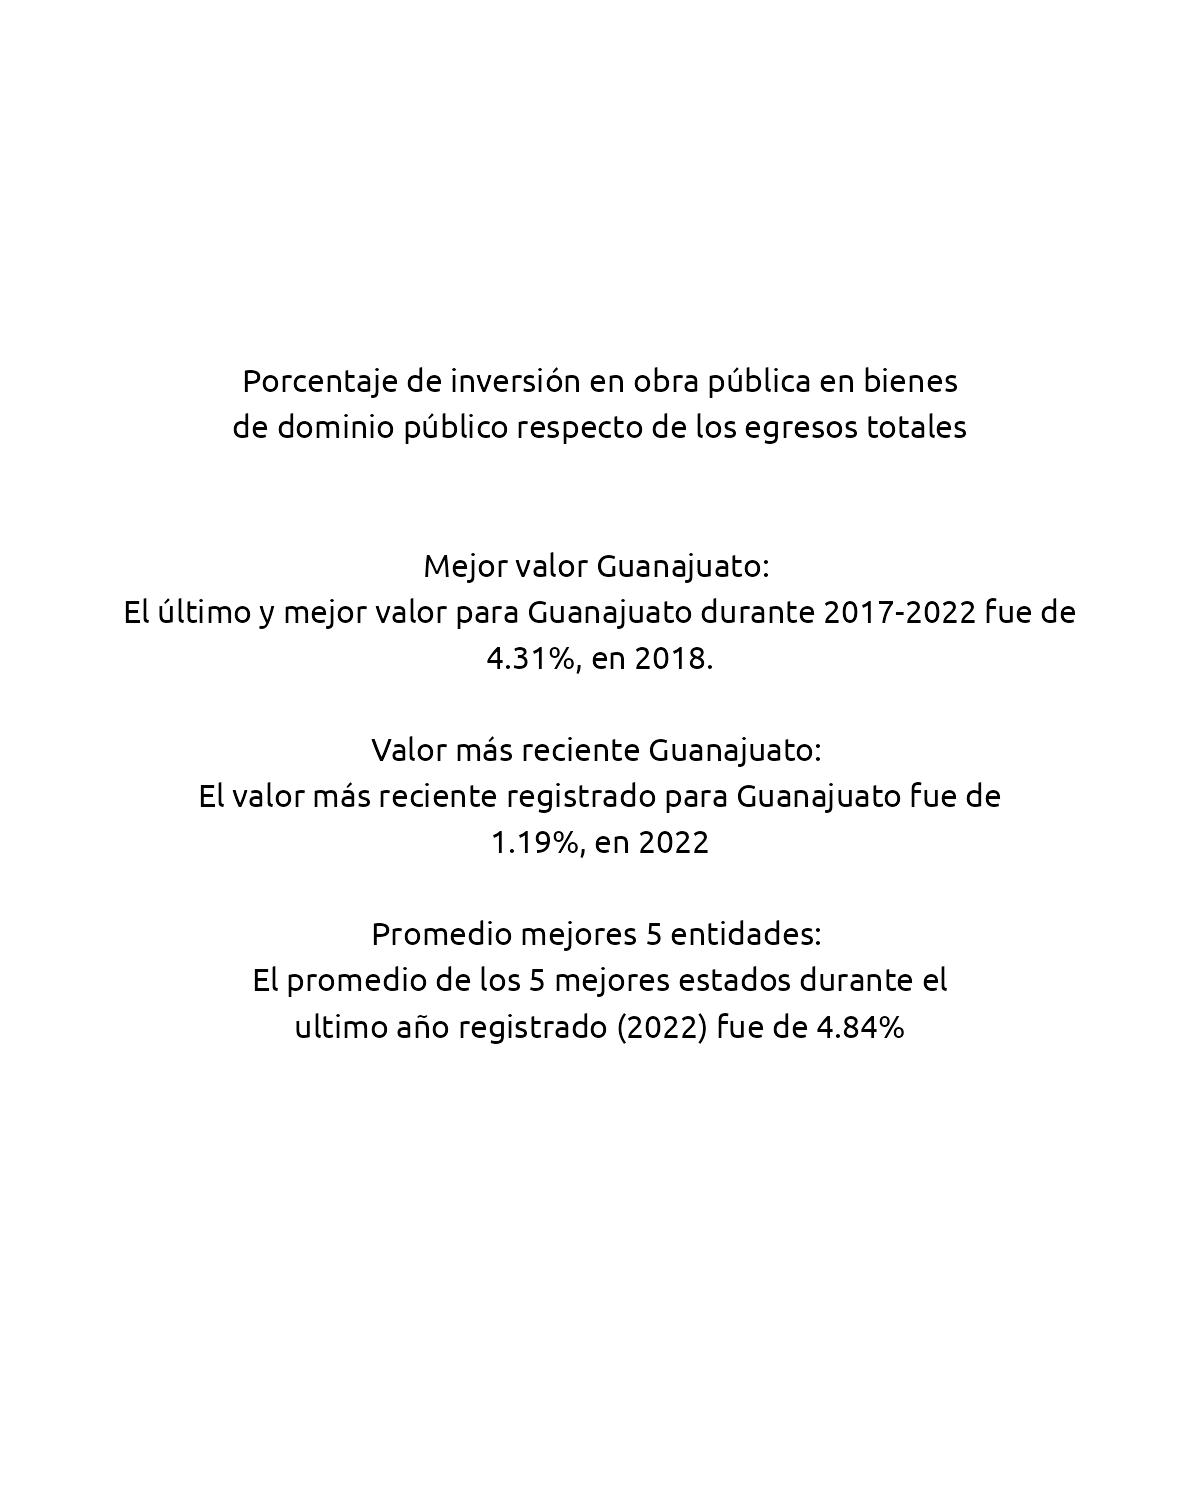 Porcentaje de inversión en obra pública en bienes
de dominio público respecto de los egresos totales
Mejor valor Guanajuato:
El último y mejor valor para Guanajuato durante 2017-2022 fue de
4.31%, en 2018.
Valor más reciente Guanajuato:
El valor más reciente registrado para Guanajuato fue de
1.19%, en 2022
Promedio mejores 5 entidades:
El promedio de los 5 mejores estados durante el
ultimo año registrado (2022) fue de 4.84%